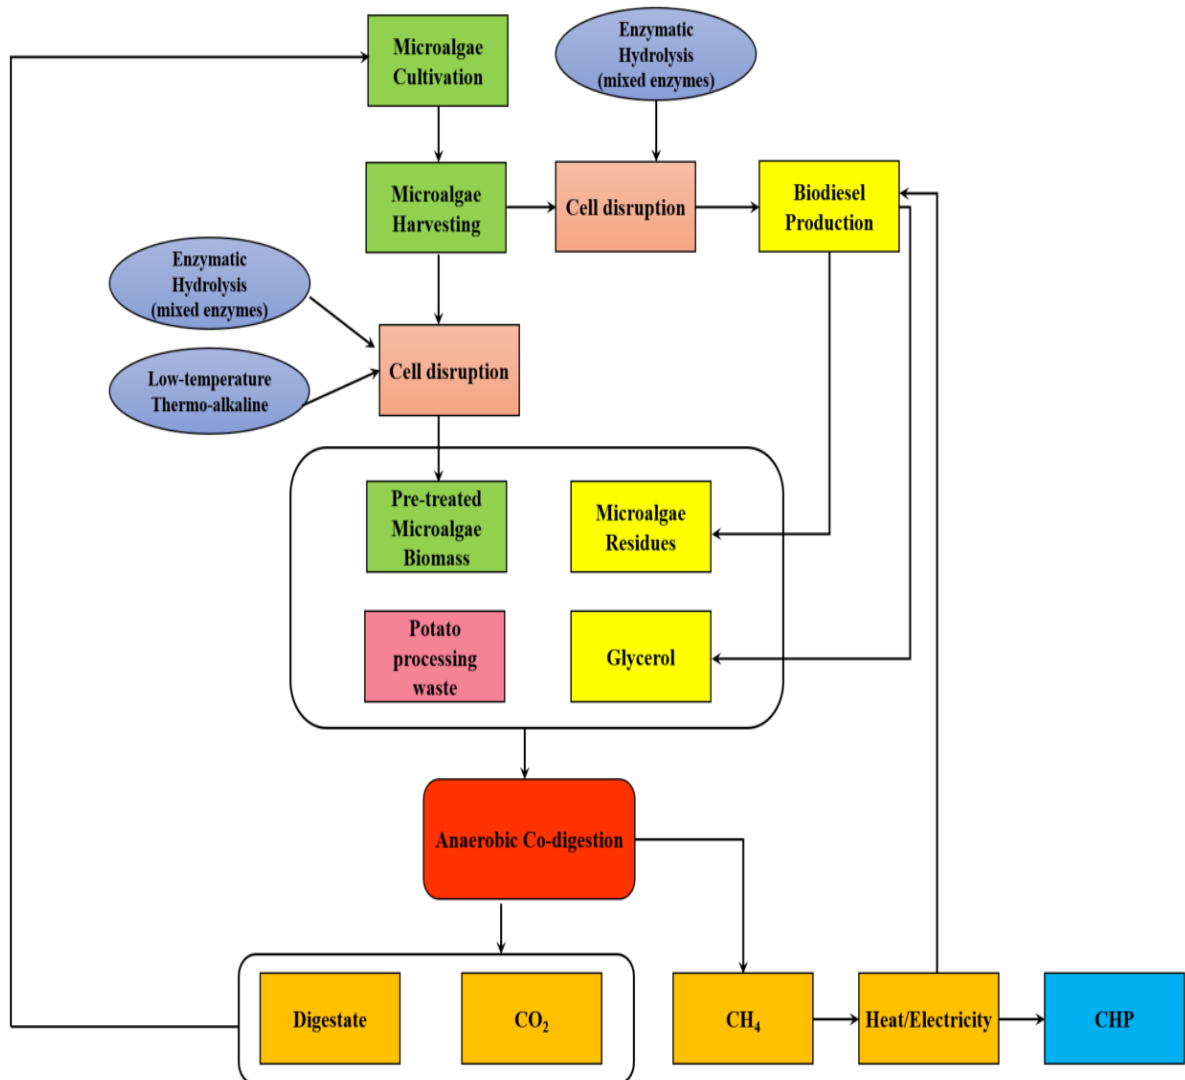 Microalgae
Cultivation
Enzymatic
Hydrolysis
(mixed enzymes)
Microalgae
Harvesting
Cell disruption
Biodiesel
Production
Enzymatic
Hydrolysis
(mixed enzymes)
Low-temperature
Thermo-alkaline
Cell disruption
Pre-treated
Microalgae
Biomass
Microalgae
Residues
Potato
processing
waste
Glycerol
Anaerobic Co-digestion
Digestate
CO₂
CH₄
Heat/Electricity
CHP